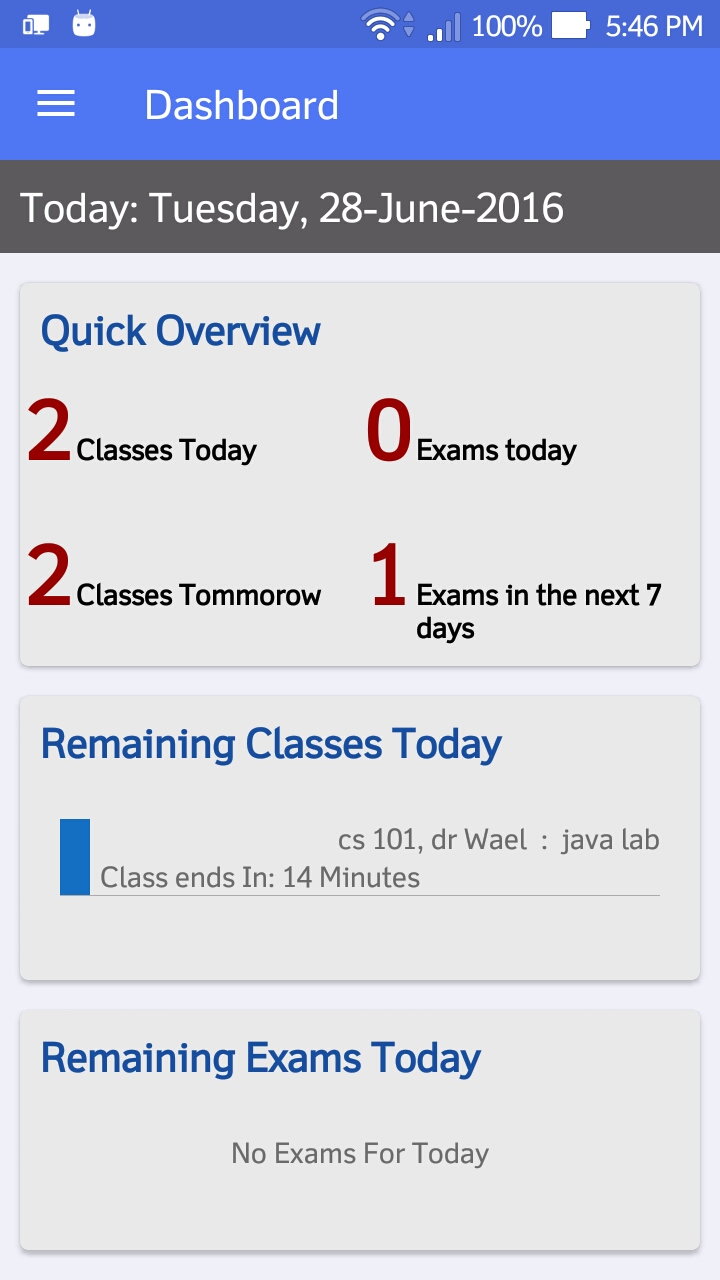 100% 5:46 PM
Dashboard
Today: Tuesday, 28-June-2016
Quick Overview
2 Classes Today
0 Exams today
2 Classes Tommorow
1 Exams in the next 7
days
Remaining Classes Today
cs 101, dr Wael : java lab
Class ends In: 14 Minutes
Remaining Exams Today
No Exams For Today